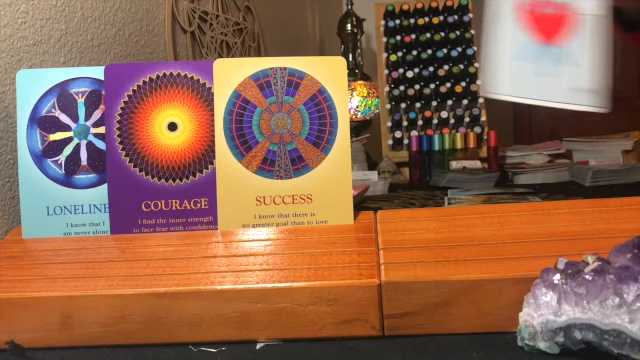 LONELINE
I know that I
am never alone
COURAGE
I find the inner strength
to face fear with confidence
SUCCESS
I know that there is
no greater goal than to love